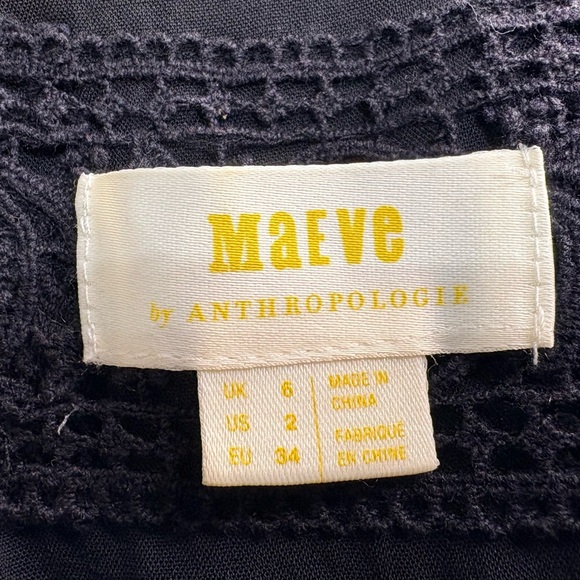 MaEVe
by ANTHROPOLOGIE
UK 6
US 2
EU 34
MADE IN
CHINA
FABRIQUÉ
EN CHINE